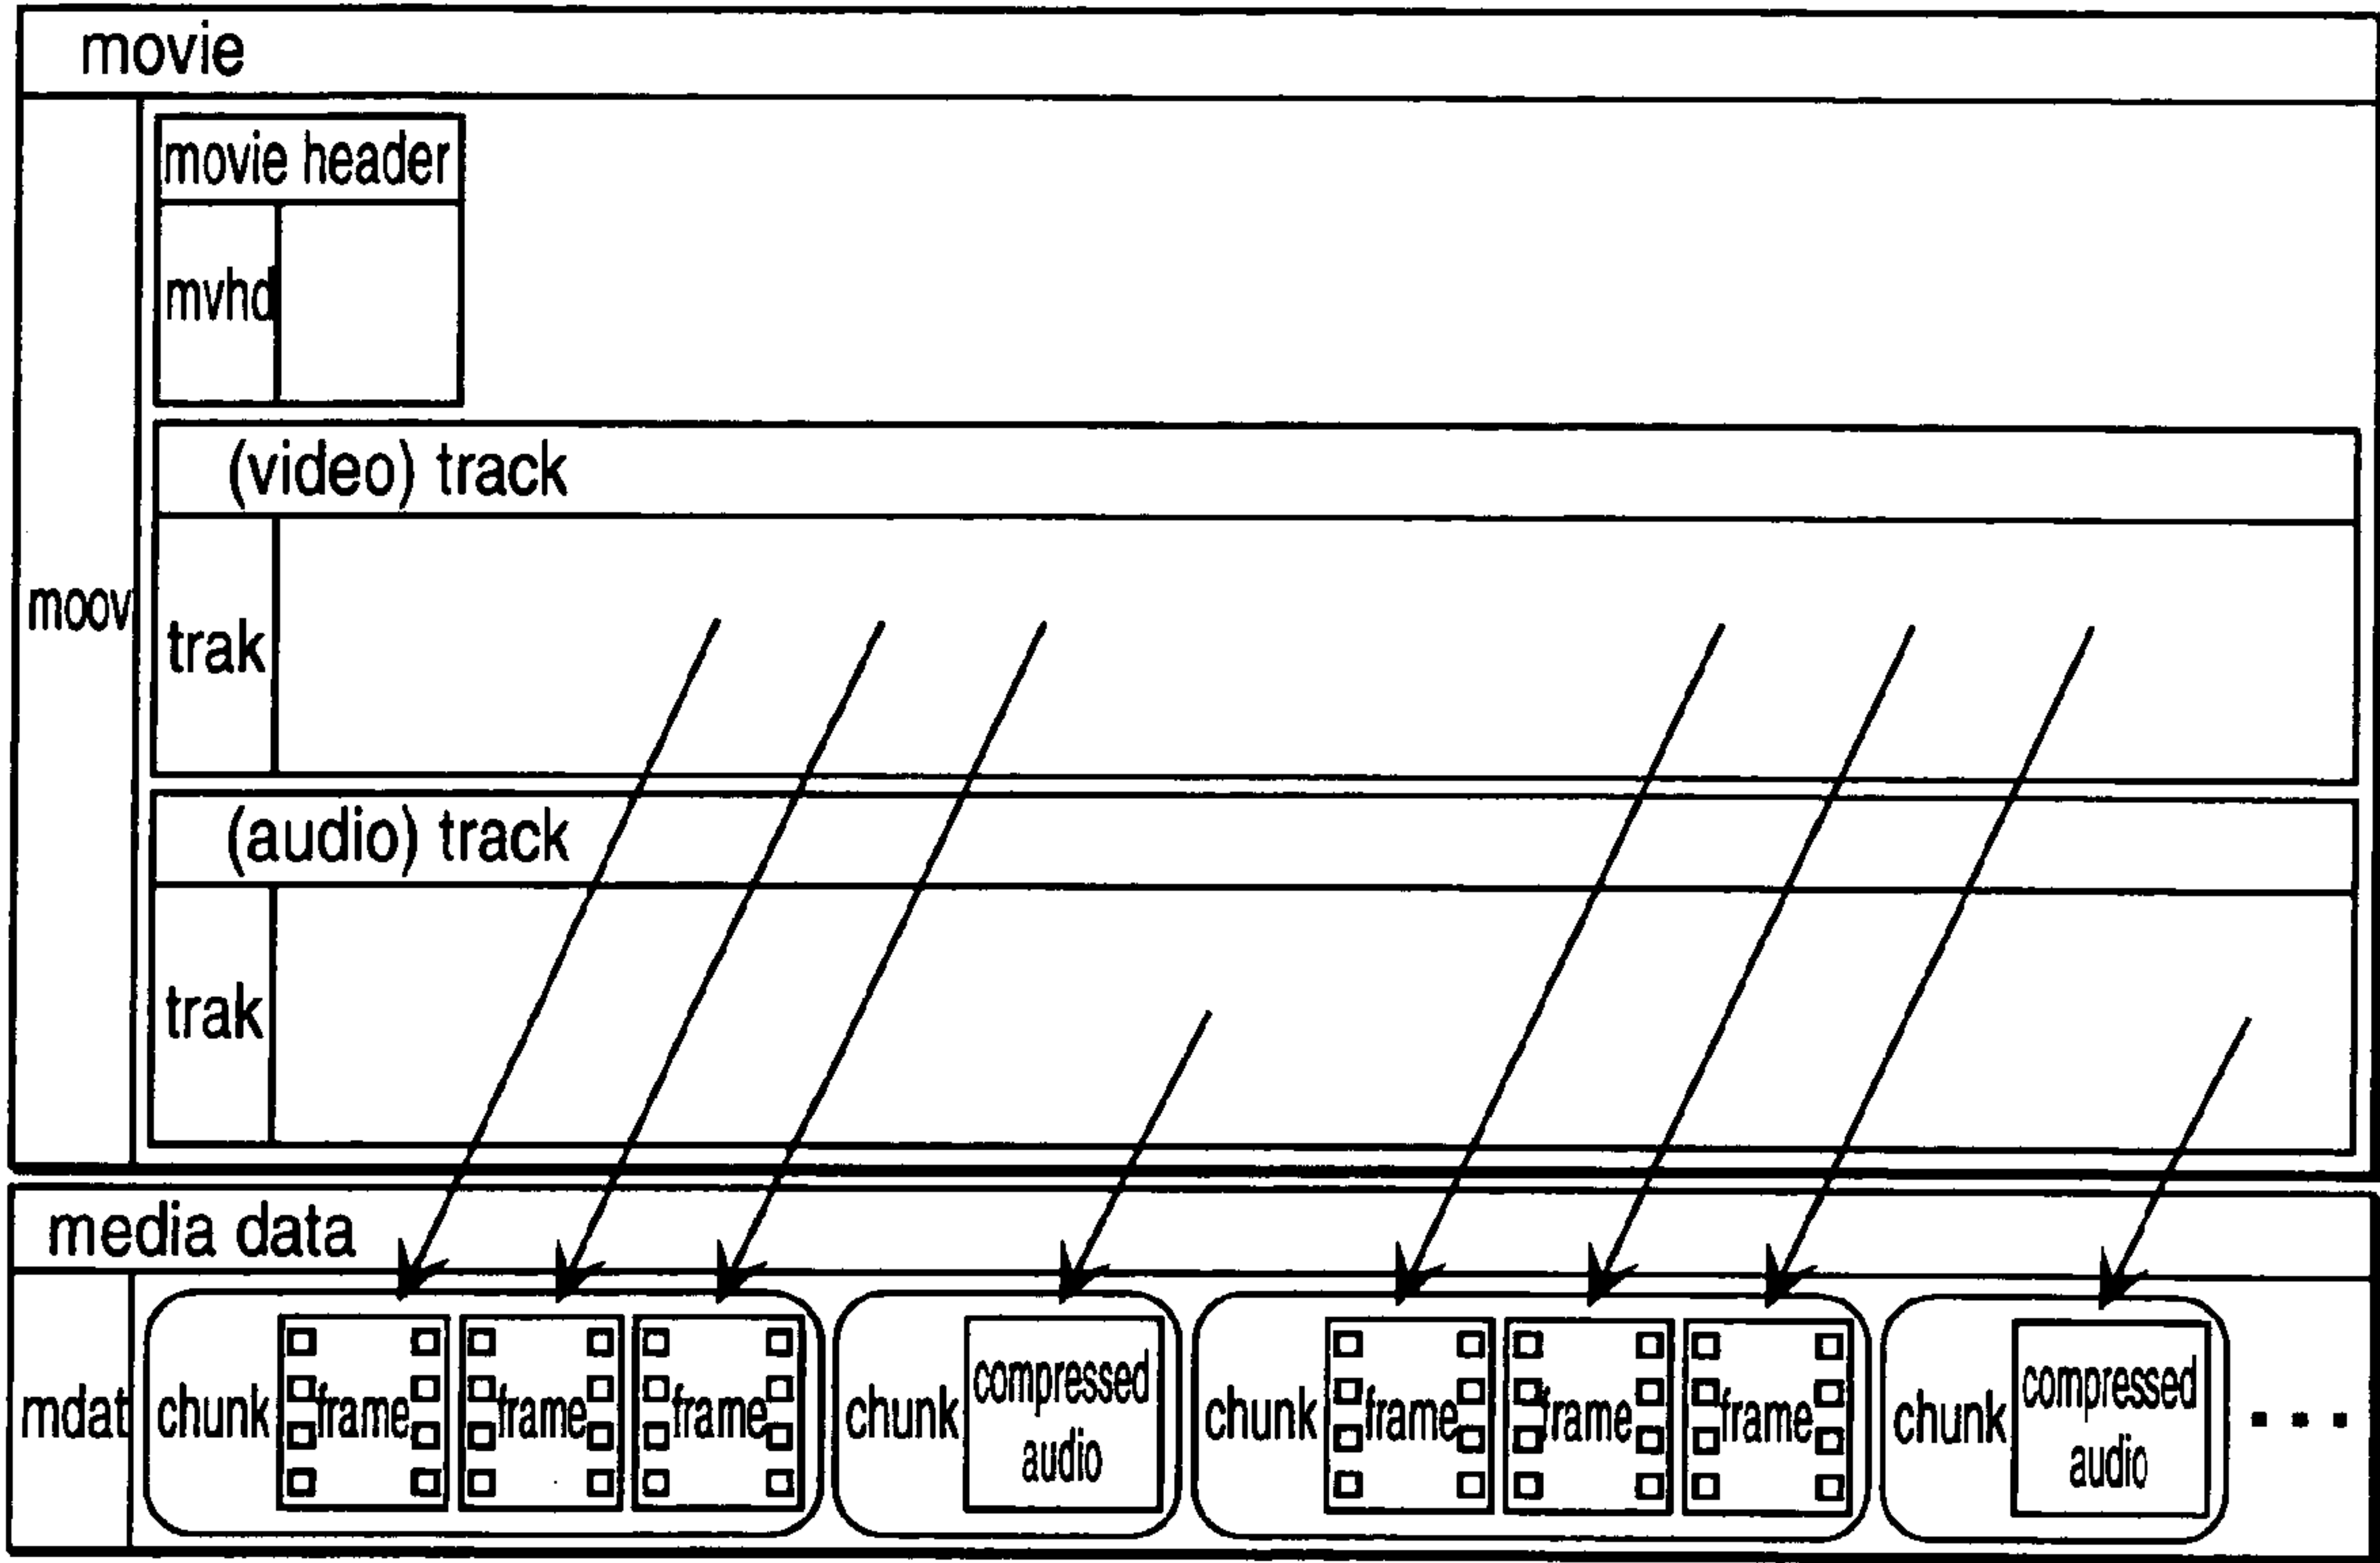 movie
movie header
mvhd
(video) track
moov
trak
(audio) track
trak
media data
mdat
chunk
frame
frame
frame
chunk
compressed
audio
chunk
frame
frame
frame
chunk
compressed
audio